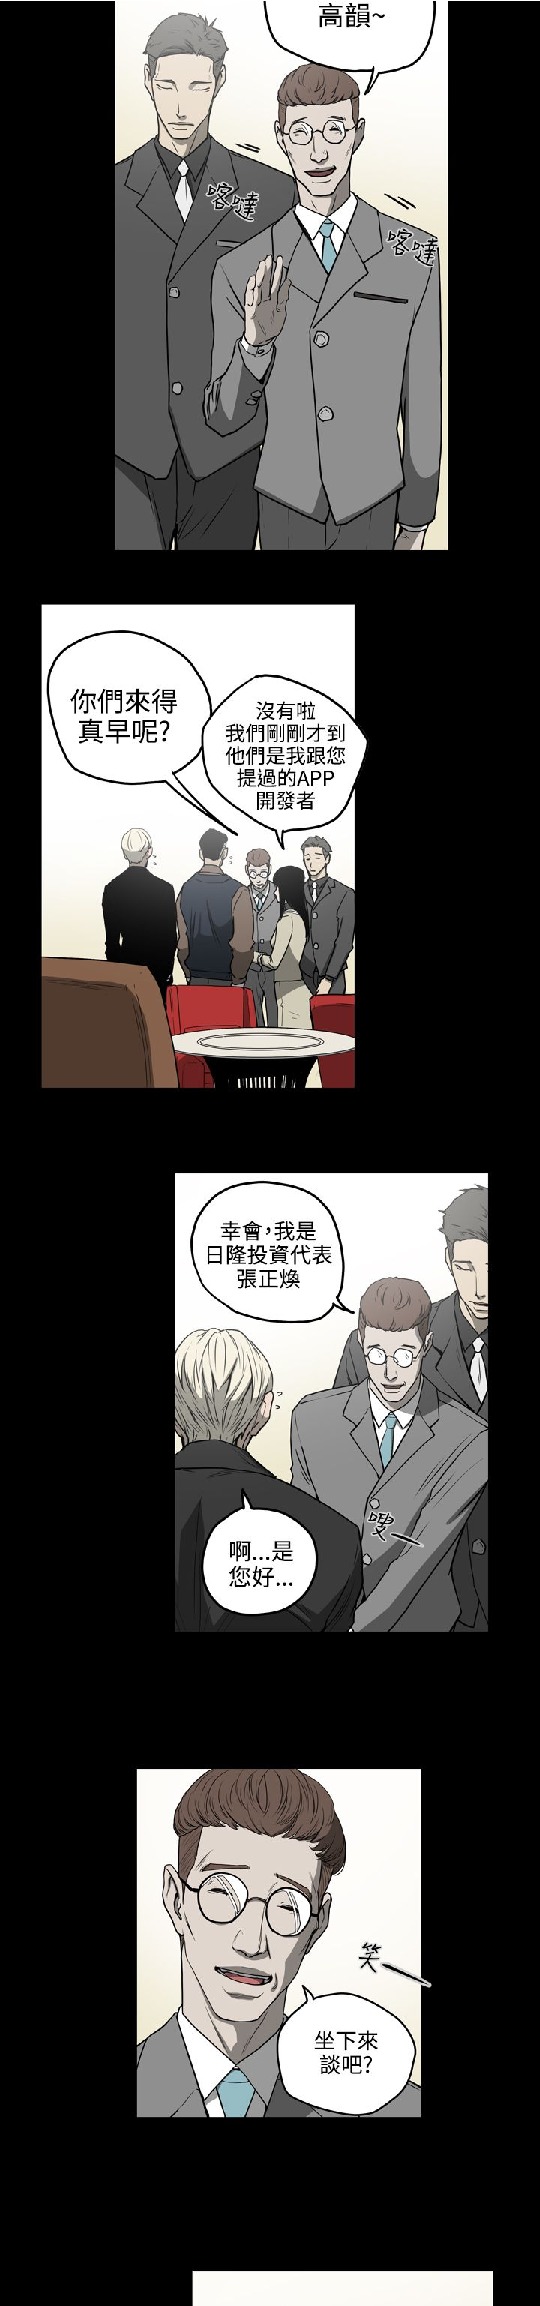 高韻~
喀噠
喀噠
你們來得
真早呢?
沒有啦
我們剛剛才到
他們是我跟您
提過的APP
開發者
幸會,我是
日隆投資代表
張正煥
嗖
啊...是
您好...
笑
坐下來
談吧?